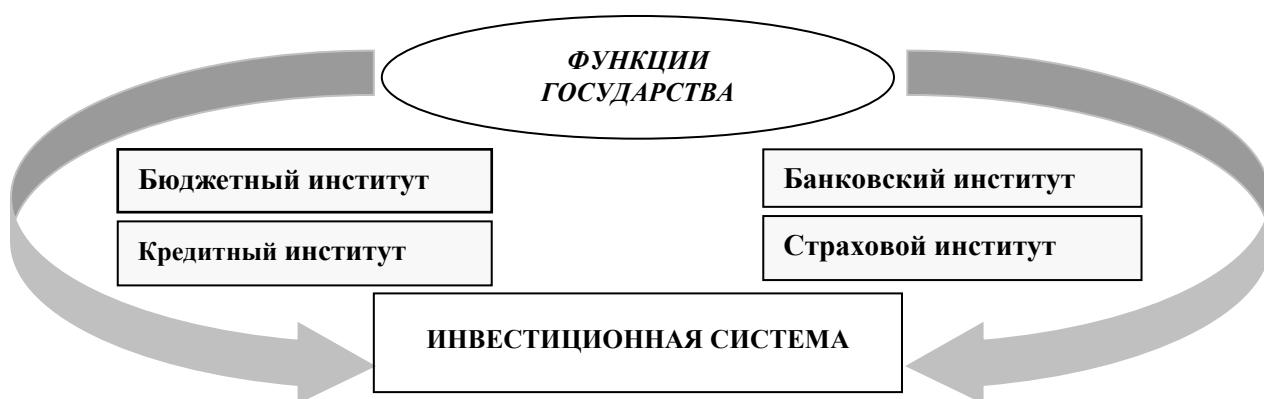 ФУНКЦИИ
ГОСУДАРСТВА
Бюджетный институт
Банковский институт
Кредитный институт
Страховой институт
ИНВЕСТИЦИОННАЯ СИСТЕМА